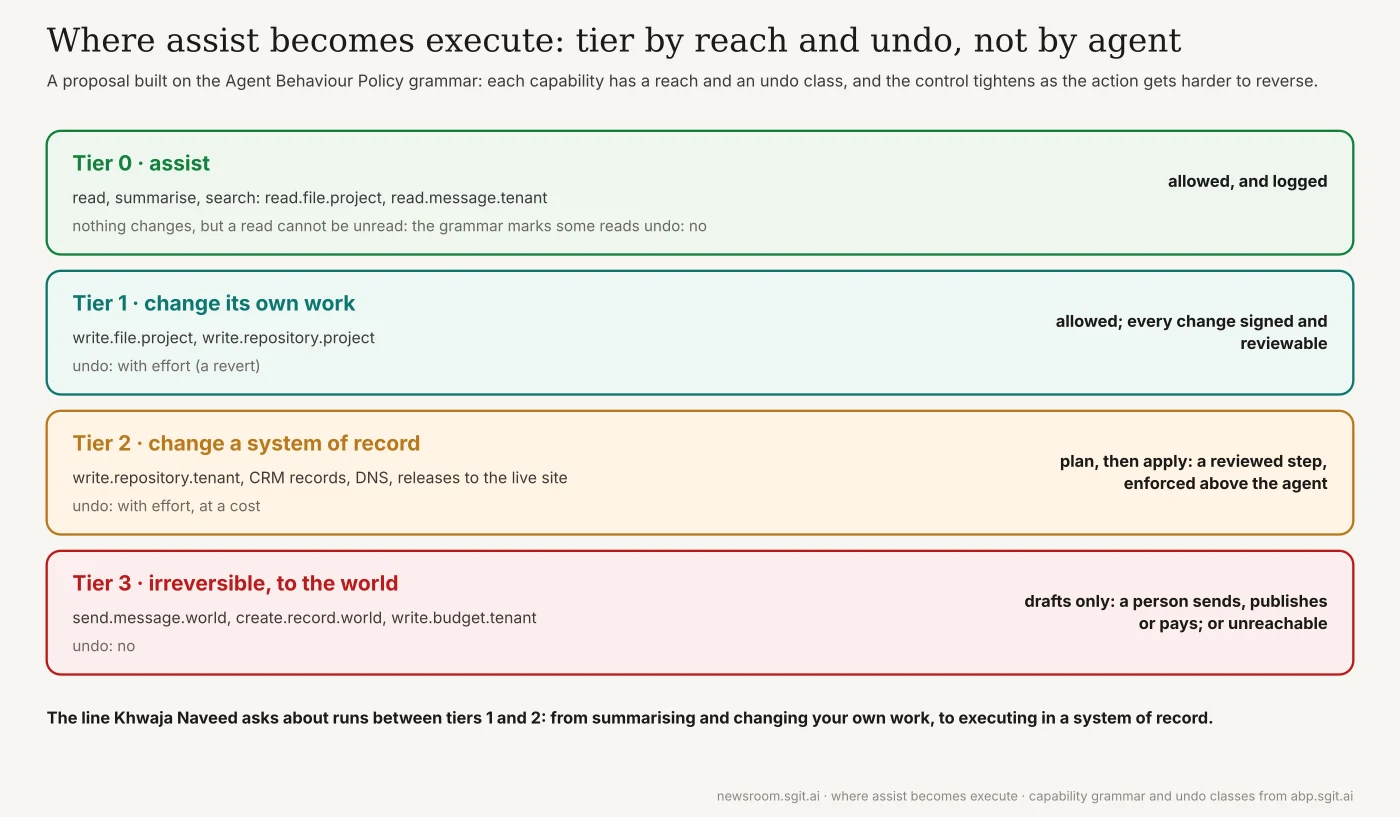 Where assist becomes execute: tier by reach and undo, not by agent
A proposal built on the Agent Behaviour Policy grammar: each capability has a reach and an undo class, and the control tightens as the action gets harder to reverse.
Tier 0 · assist
read, summarise, search: read.file.project, read.message.tenant
nothing changes, but a read cannot be unread: the grammar marks some reads undo: no
allowed, and logged
Tier 1 · change its own work
write.file.project, write.repository.project
undo: with effort (a revert)
allowed; every change signed and
reviewable
Tier 2 · change a system of record
write.repository.tenant, CRM records, DNS, releases to the live site
undo: with effort, at a cost
plan, then apply: a reviewed step,
enforced above the agent
Tier 3 · irreversible, to the world
send.message.world, create.record.world, write.budget.tenant
undo: no
drafts only: a person sends, publishes
or pays; or unreachable
The line Khwaja Naveed asks about runs between tiers 1 and 2: from summarising and changing your own work, to executing in a system of record.
newsroom.sgit.ai · where assist becomes execute · capability grammar and undo classes from abp.sgit.ai